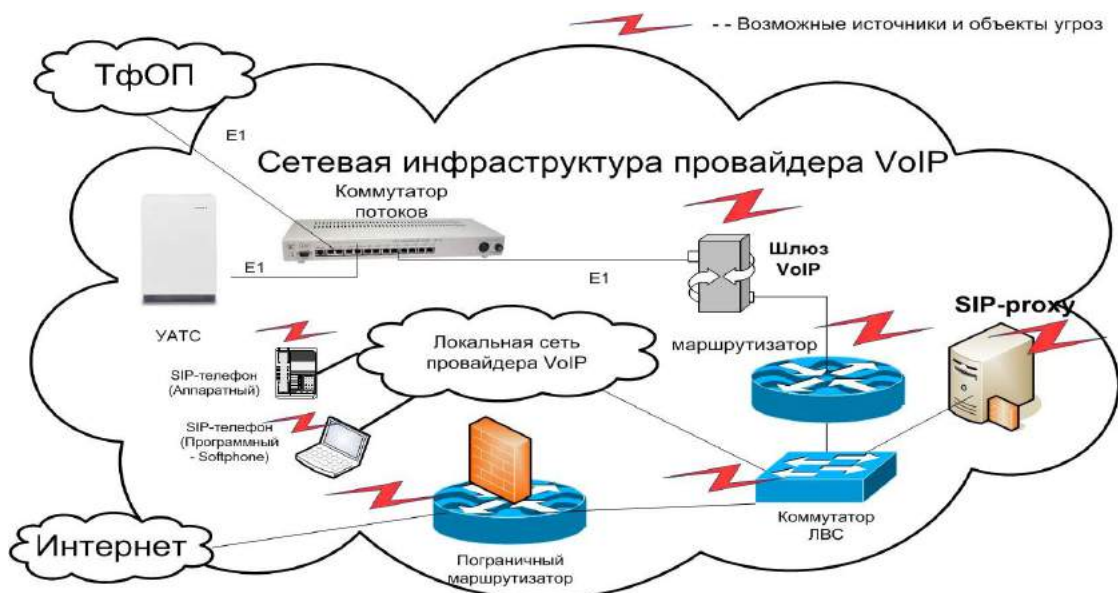 -- Возможные источники и объекты угроз
ТфОП
E1
Сетевая инфраструктура провайдера VoIP
Коммутатор
потоков
E1
E1
Шлюз
VoIP
УАТС
SIP-proxy
маршрутизатор
Локальная сеть
провайдера VoIP
SIP-телефон
(Аппаратный)
SIP-телефон
(Программный
- Softphone)
Коммутатор
ЛВС
Интернет
Пограничный
маршрутизатор